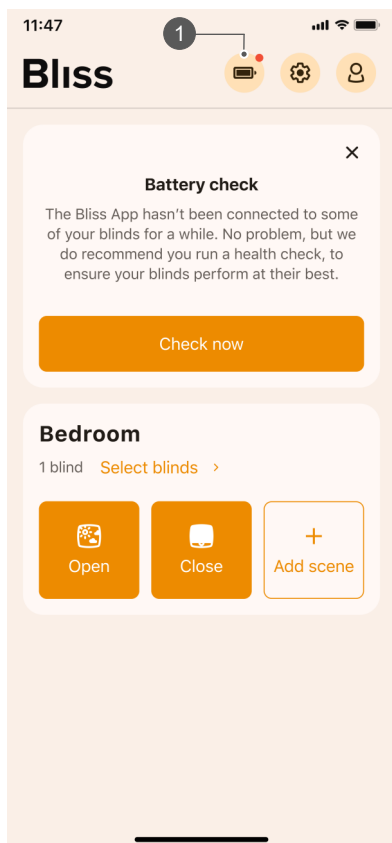 11:47
1
Bliss
Battery check
The Bliss App hasn’t been connected to some
of your blinds for a while. No problem, but we
do recommend you run a health check, to
ensure your blinds perform at their best.
Check now
Bedroom
1 blind Select blinds >
Open Close + Add scene